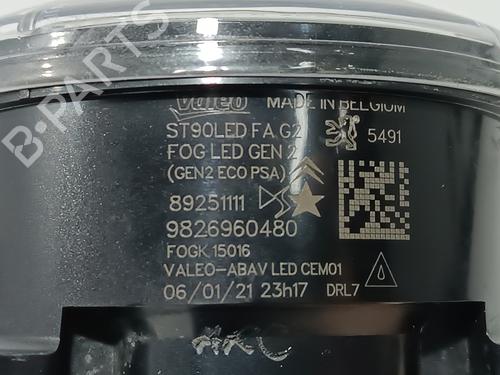 B-PARTS
Valeo MADE IN BELGIUM
ST90LED FA G2 5491
FOG LED GEN 2
(GEN2 ECO PSA)
89251111
9826960480
FOGK 15016
VALEO-ABAV LED CEM01
06/01/21 23h17 DRL7